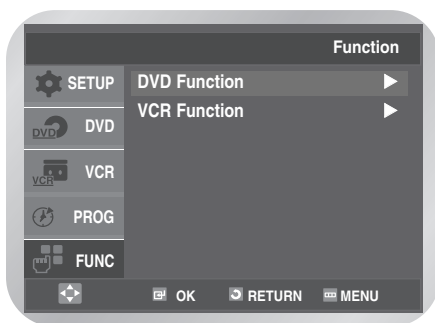 Function
SETUP
DVD Function
VCR Function
DVD DVD
VCR VCR
PROG
FUNC
OK RETURN MENU